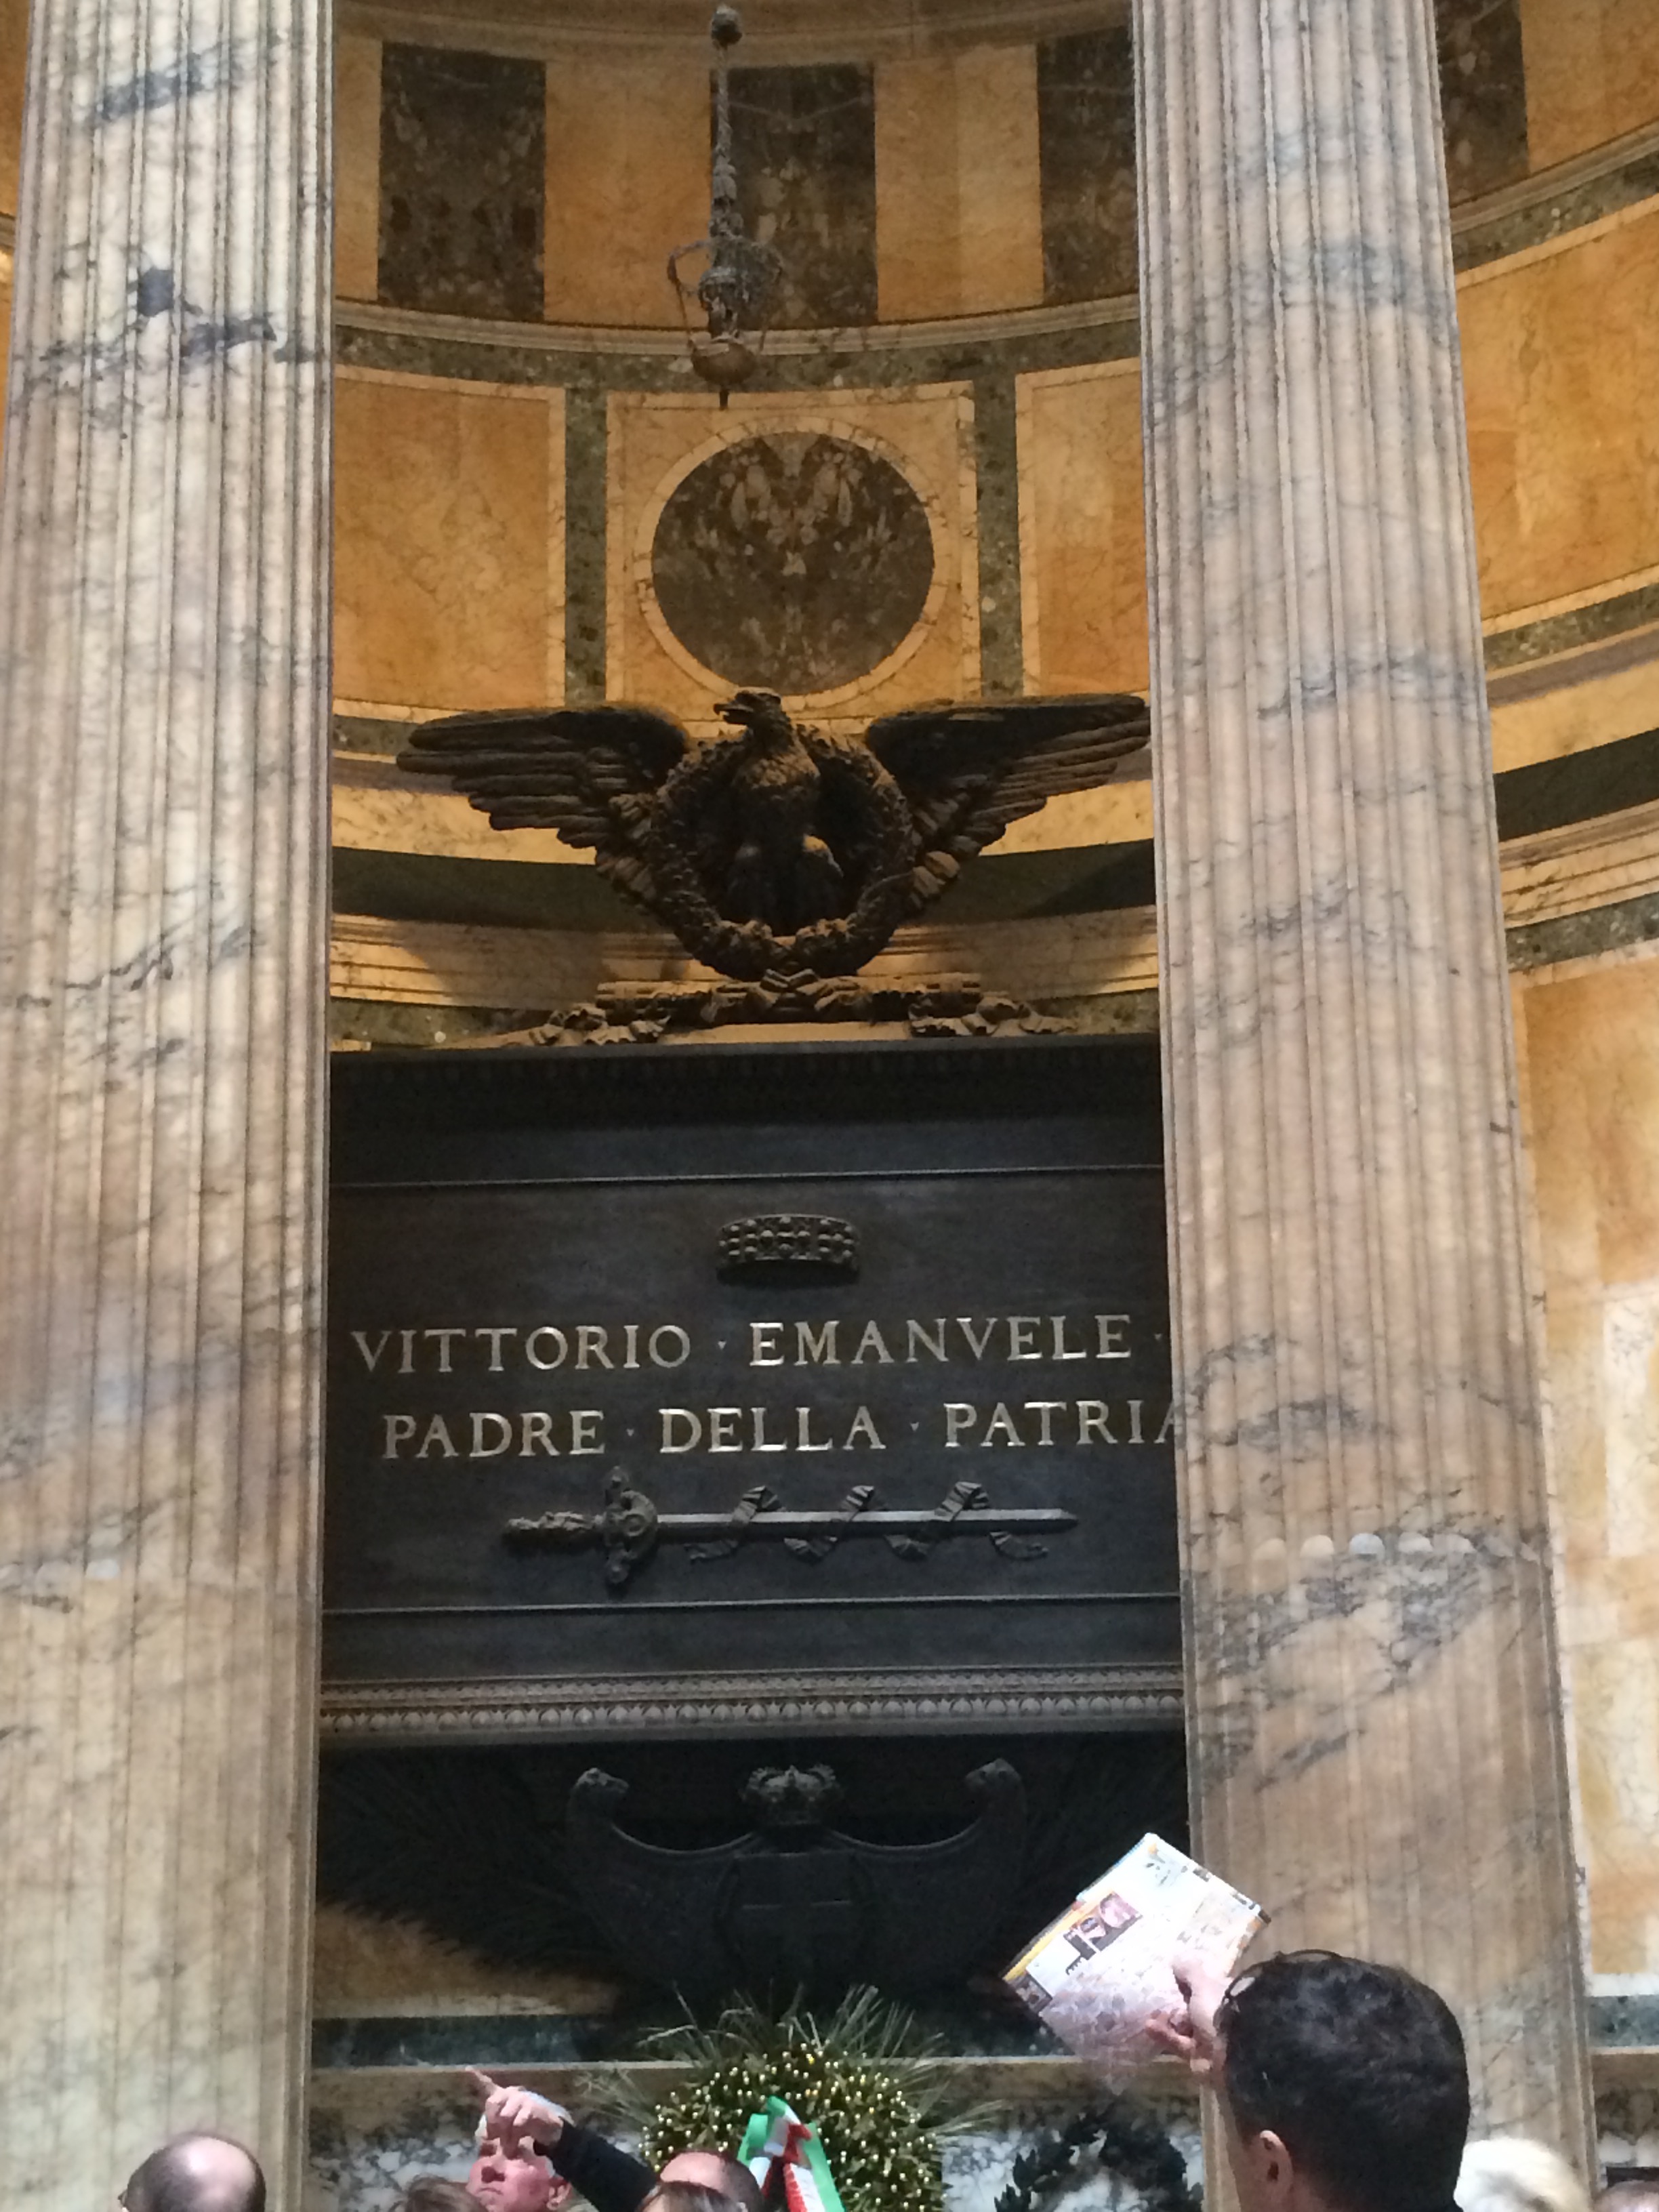 VITTORIO · EMANVELE ·
PADRE · DELLA · PATRIA